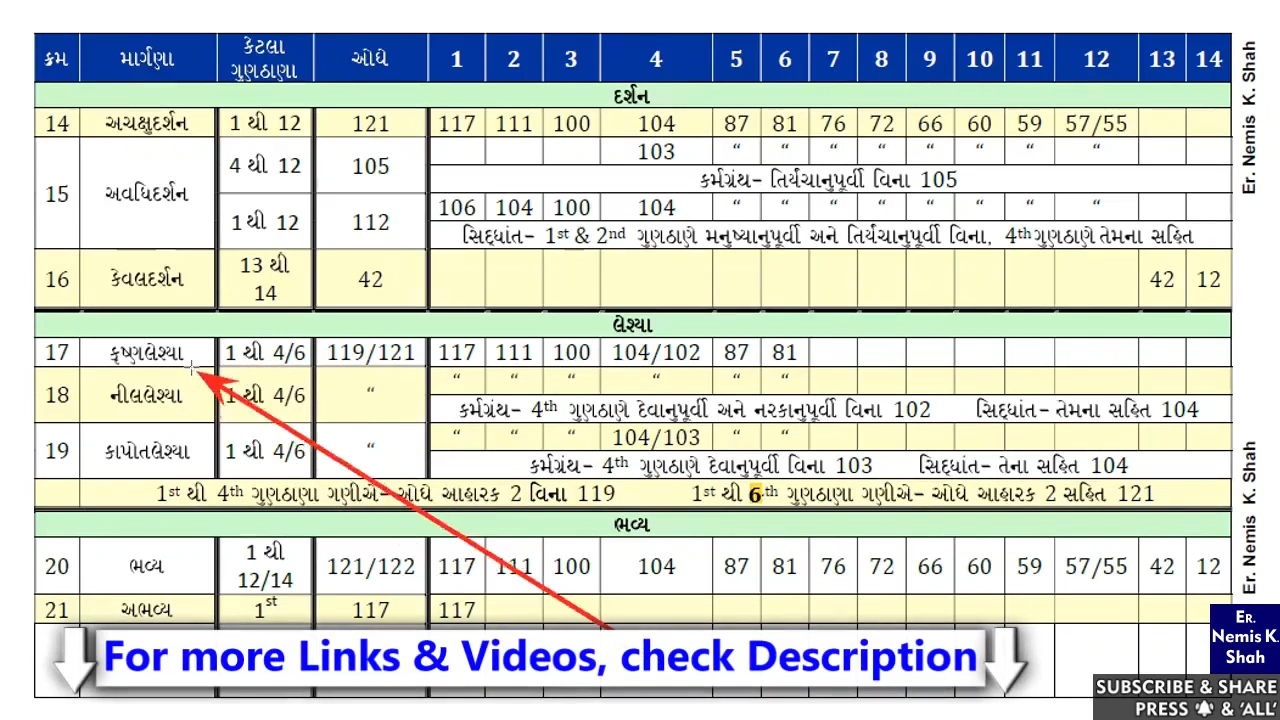 ક્રમ માર્ગણા કેટલા ગુણઠાણા ઓઘે 1 2 3 4 5 6 7 8 9 10 11 12 13 14
દર્શન
14 અચક્ષુદર્શન 1 થી 12 121 117 111 100 104 87 81 76 72 66 60 59 57/55
15 અવધિદર્શન 4 થી 12 105 103 “ “ “ “ “ “ “ “
કર્મગ્રંથ- તિર્યંચાનુપૂર્વી વિના 105
1 થી 12 112 106 104 100 104 “ “ “ “ “ “ “ “
સિદ્ધાંત- 1st & 2nd ગુણઠાણે મનુષ્યાનુપૂર્વી અને તિર્યંચાનુપૂર્વી વિના, 4th ગુણઠાણે તેમના સહિત
16 કેવલદર્શન 13 થી 14 42 42 12
લેશ્યા
17 કૃષ્ણલેશ્યા 1 થી 4/6 119/121 117 111 100 104/102 87 81
18 નીલલેશ્યા 1 થી 4/6 “ “ “ “ “ “ “
કર્મગ્રંથ- 4th ગુણઠાણે દેવાનુપૂર્વી અને નરકાનુપૂર્વી વિના 102 સિદ્ધાંત- તેમના સહિત 104
19 કાપોતલેશ્યા 1 થી 4/6 “ “ “ “ 104/103 “ “
કર્મગ્રંથ- 4th ગુણઠાણે દેવાનુપૂર્વી વિના 103 સિદ્ધાંત- તેના સહિત 104
1st થી 4th ગુણઠાણા ગણીએ- ઓઘે આહારક 2 વિના 119 1st થી 6th ગુણઠાણા ગણીએ- ઓઘે આહારક 2 સહિત 121
ભવ્ય
20 ભવ્ય 1 થી 12/14 121/122 117 111 100 104 87 81 76 72 66 60 59 57/55 42 12
21 અભવ્ય 1st 117 117
For more Links & Videos, check Description
Er. Nemis K. Shah
Er. Nemis K. Shah
ER.
Nemis K.
Shah
SUBSCRIBE & SHARE
PRESS & ‘ALL’